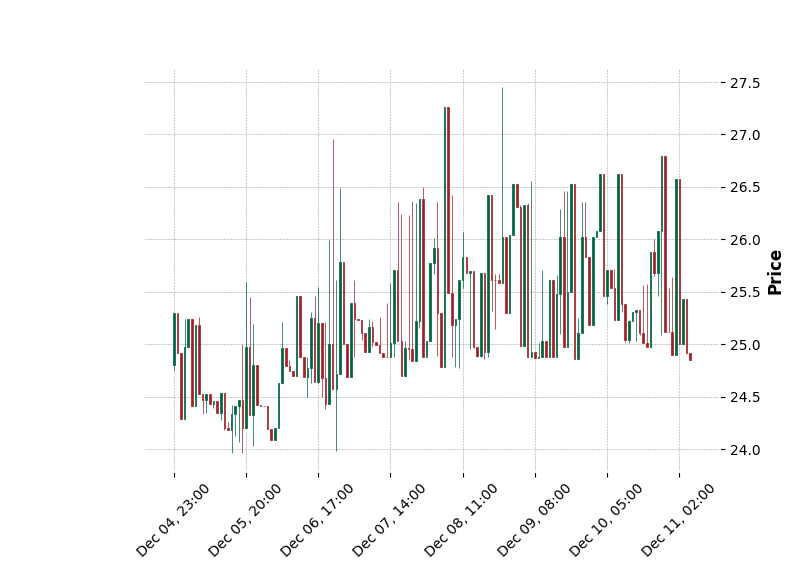 27.5
27.0
26.5
26.0
25.5
25.0
24.5
24.0
Price
Dec 04, 23:00
Dec 05, 20:00
Dec 06, 17:00
Dec 07, 14:00
Dec 08, 11:00
Dec 09, 08:00
Dec 10, 05:00
Dec 11, 02:00